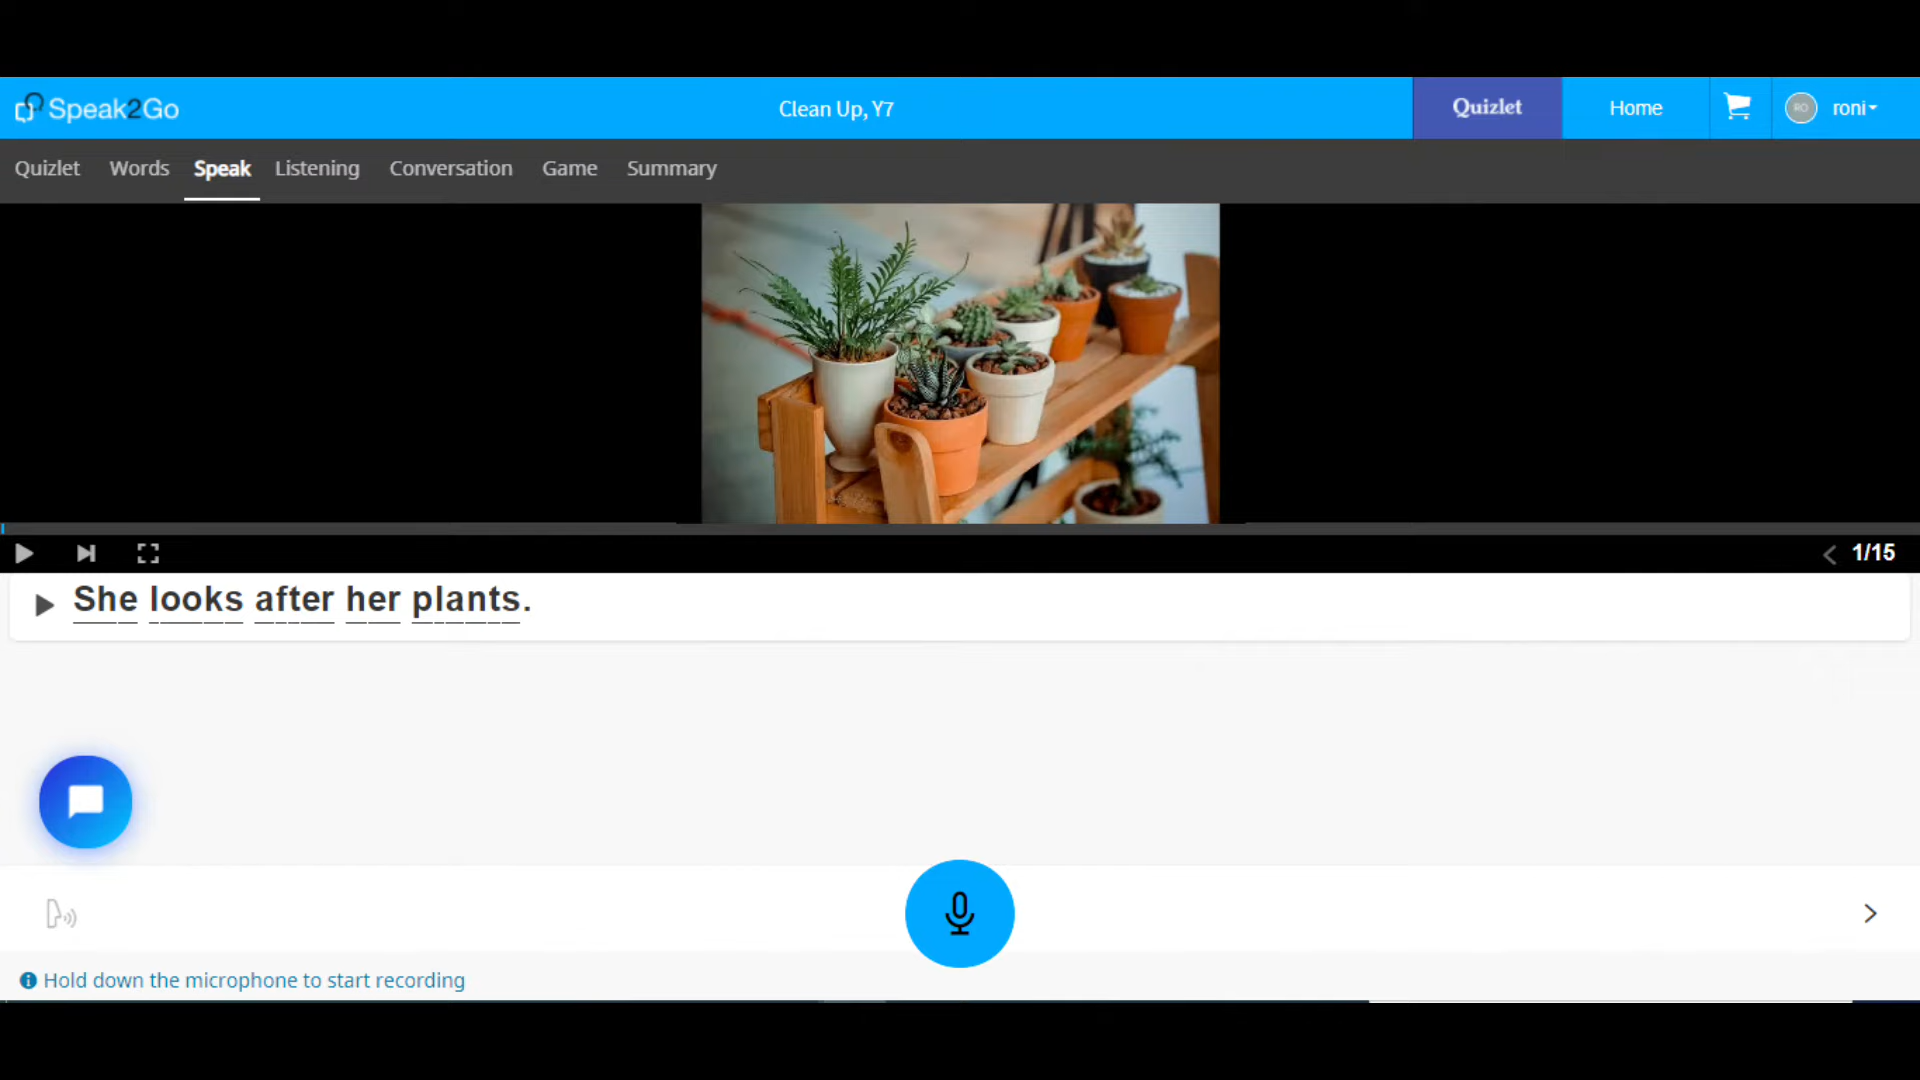 Speak2Go
Clean Up, Y7
Quizlet
Home
RO
roni
Quizlet Words Speak Listening Conversation Game Summary
1/15
She looks after her plants.
Hold down the microphone to start recording